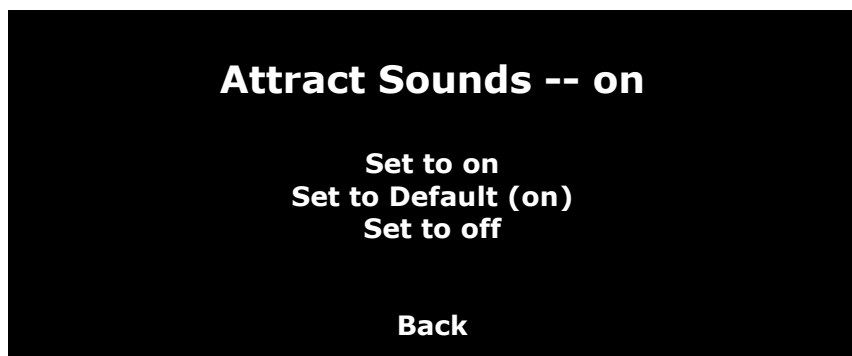 Attract Sounds -- on
Set to on
Set to Default (on)
Set to off
Back